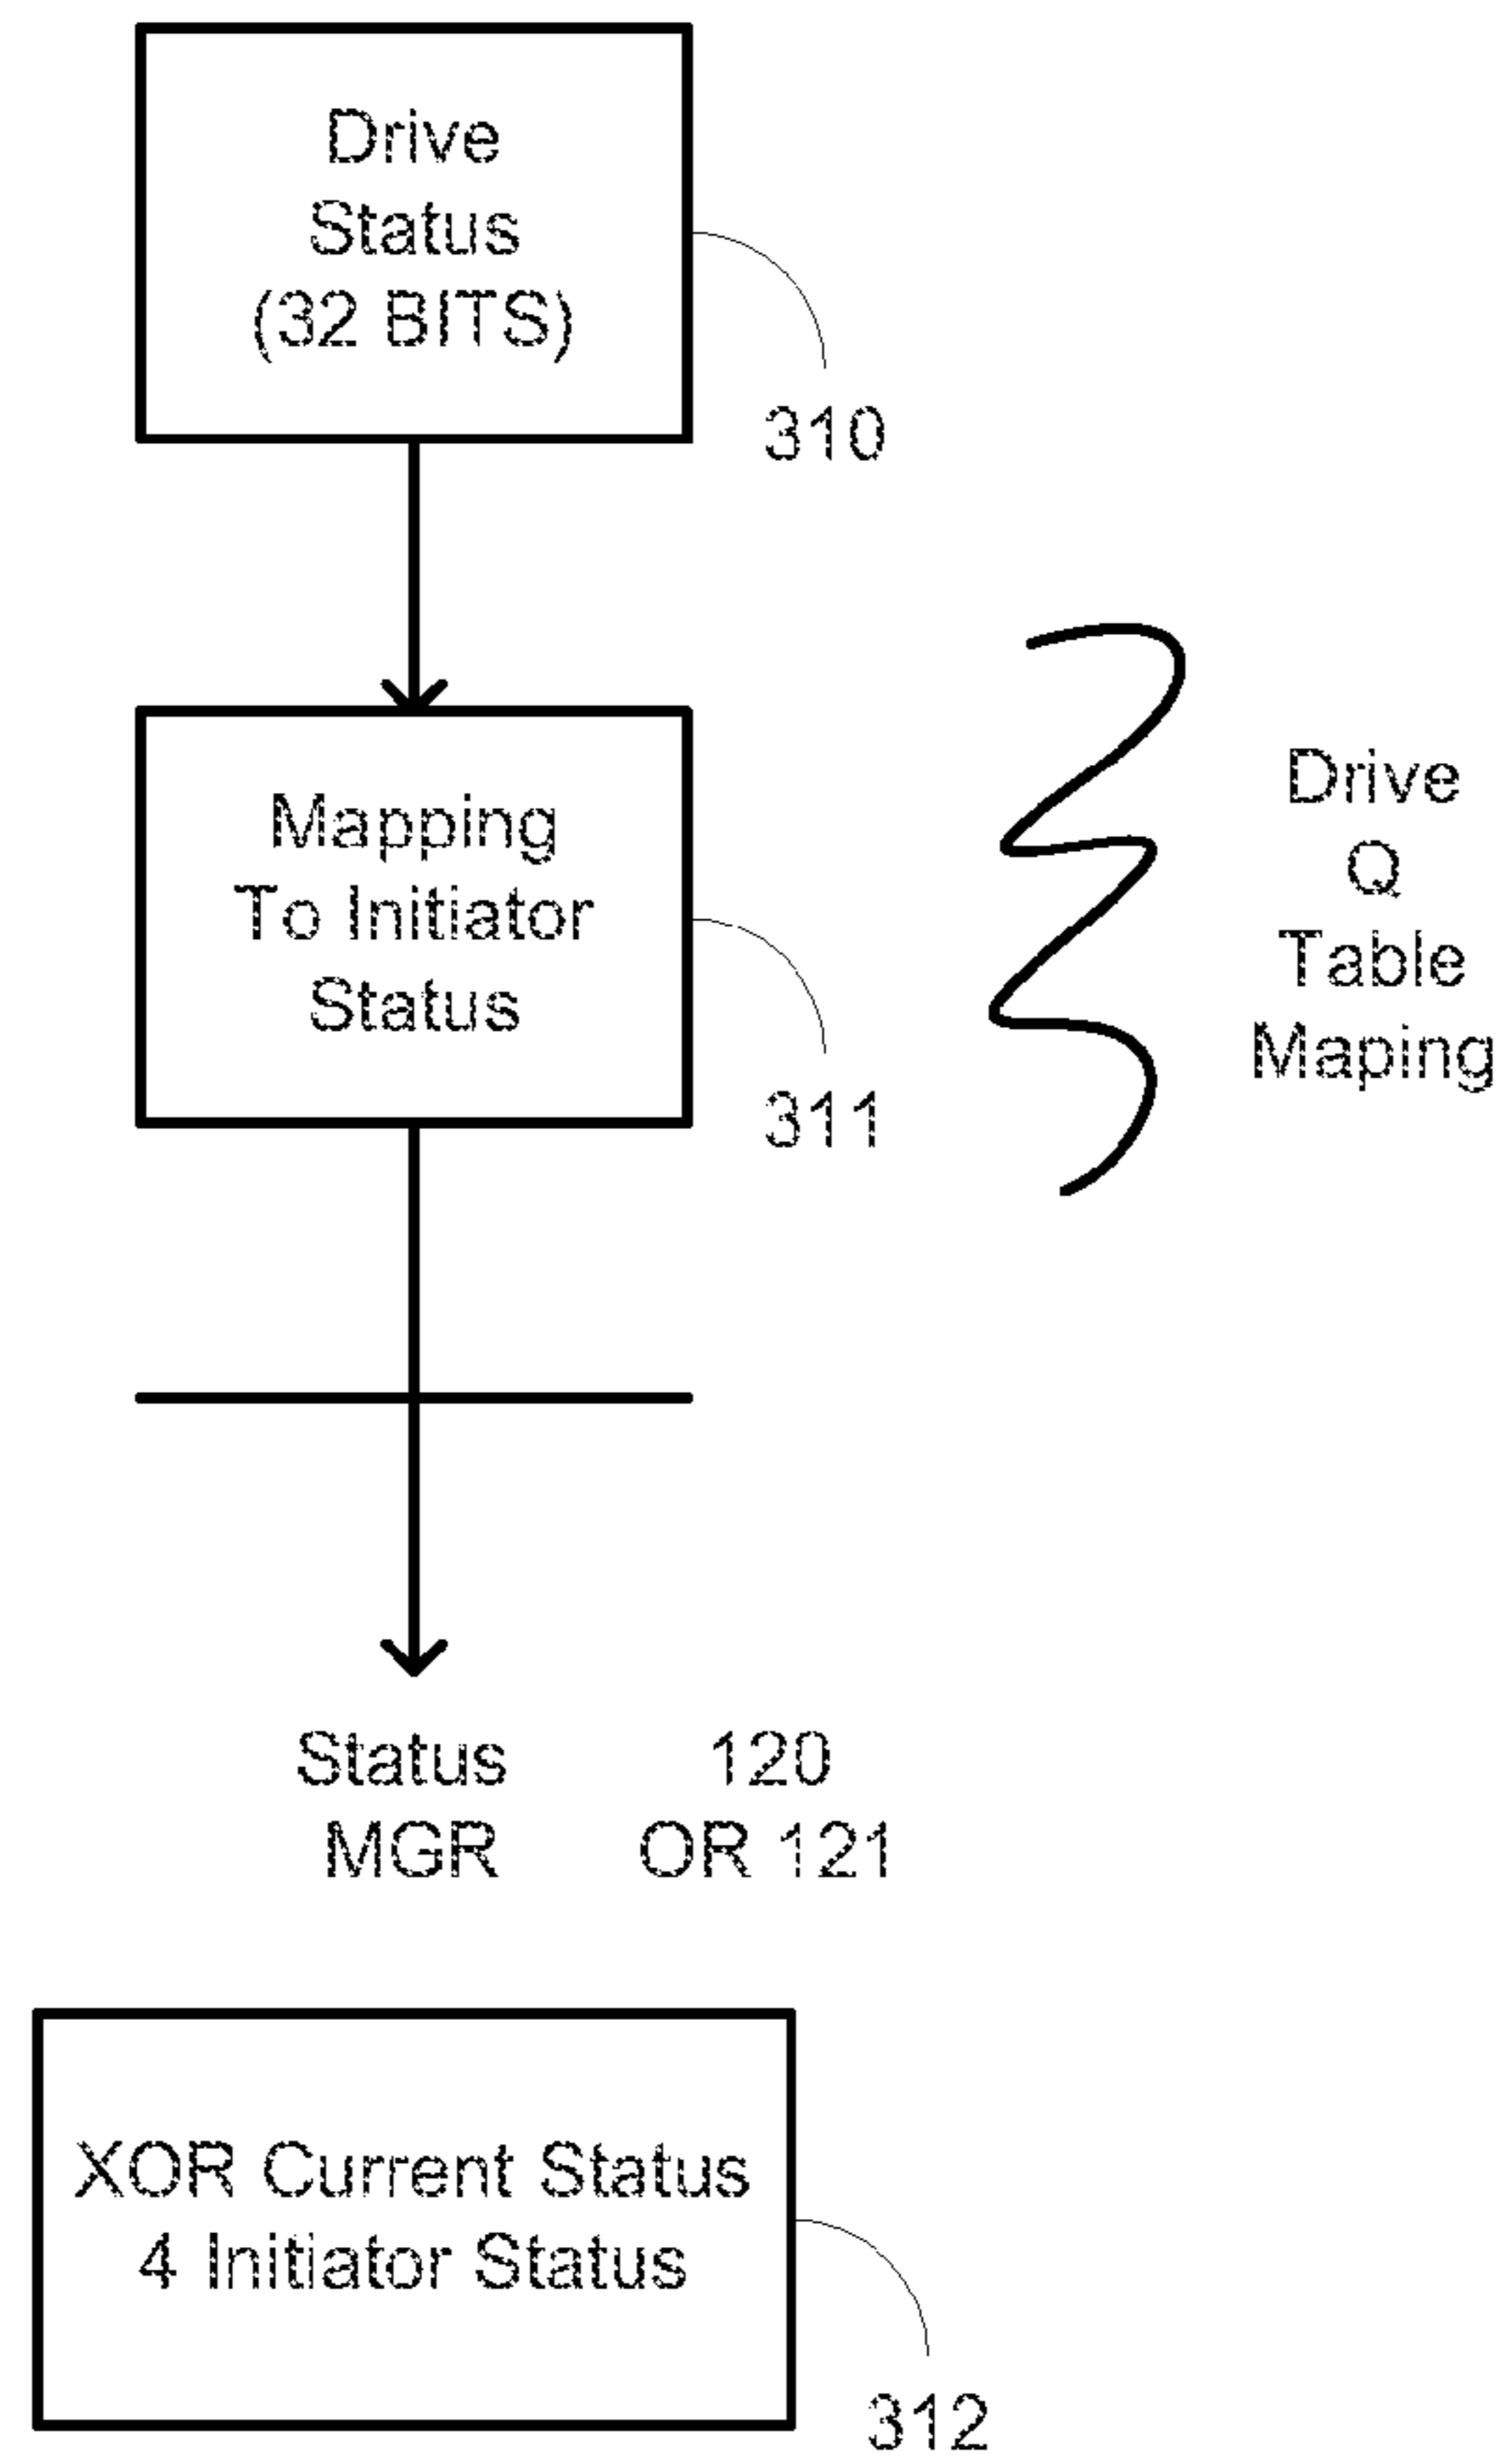 Drive
Status
(32 BITS)
310
Mapping
To Initiator
Status
311
Drive
Q
Table
Maping
Status
MGR
120
OR 121
XOR Current Status
4 Initiator Status
312